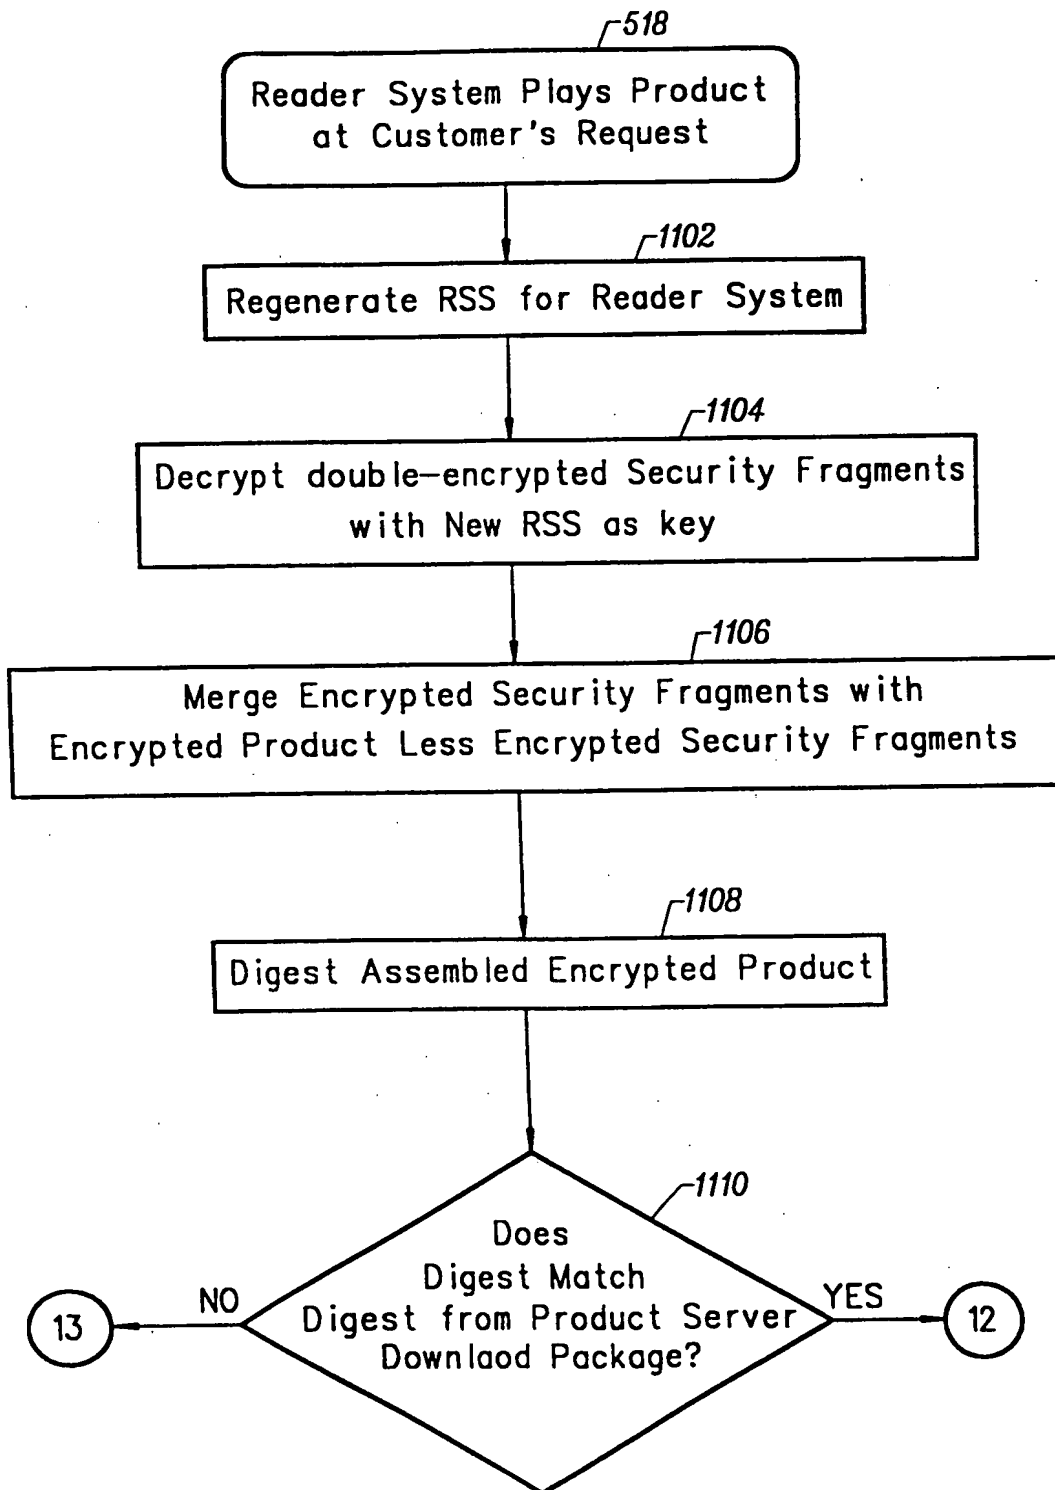 518
Reader System Plays Product
at Customer's Request
1102
Regenerate RSS for Reader System
1104
Decrypt double-encrypted Security Fragments
with New RSS as key
1106
Merge Encrypted Security Fragments with
Encrypted Product Less Encrypted Security Fragments
1108
Digest Assembled Encrypted Product
1110
Does
Digest Match
Digest from Product Server
Downlaod Package?
NO
13
YES
12